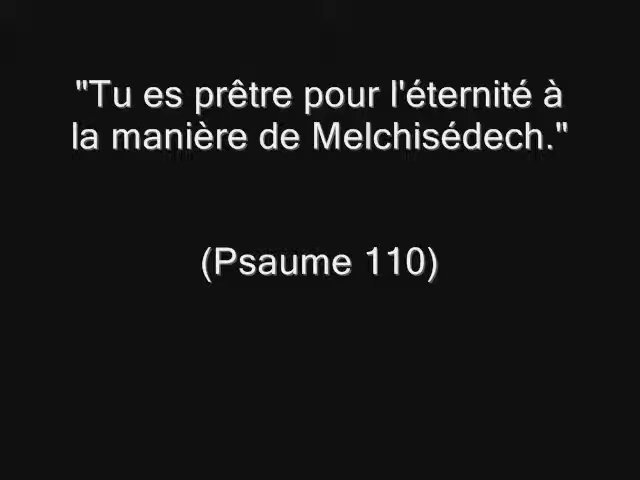 "Tu es prêtre pour l'éternité à
la manière de Melchisédech."
(Psaume 110)